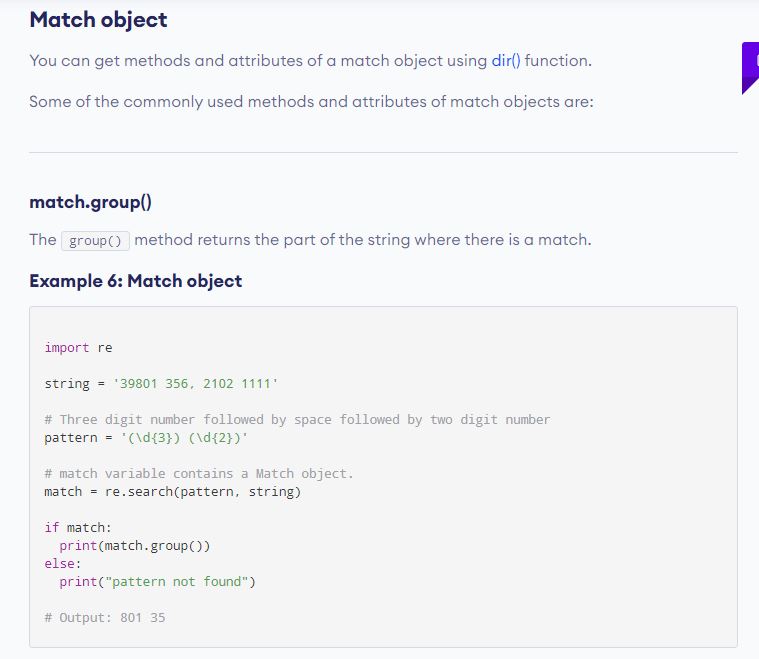 Match object
You can get methods and attributes of a match object using dir() function.
Some of the commonly used methods and attributes of match objects are:
match.group()
The group() method returns the part of the string where there is a match.
Example 6: Match object
import re
string = '39801 356, 2102 1111'
# Three digit number followed by space followed by two digit number
pattern = '(\d{3}) (\d{2})'
# match variable contains a Match object.
match = re.search(pattern, string)
if match:
  print(match.group())
else:
  print("pattern not found")
# Output: 801 35